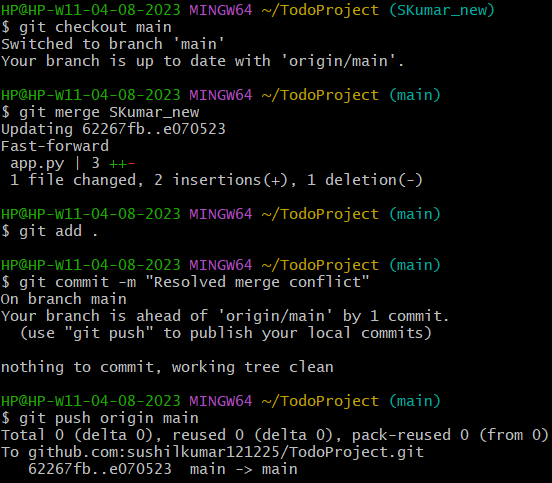 HP@HP-W11-04-08-2023 MINGW64 ~/TodoProject (SKumar_new)
$ git checkout main
Switched to branch 'main'
Your branch is up to date with 'origin/main'.
HP@HP-W11-04-08-2023 MINGW64 ~/TodoProject (main)
$ git merge SKumar_new
Updating 62267fb..e070523
Fast-forward
 app.py | 3 ++-
 1 file changed, 2 insertions(+), 1 deletion(-)
HP@HP-W11-04-08-2023 MINGW64 ~/TodoProject (main)
$ git add .
HP@HP-W11-04-08-2023 MINGW64 ~/TodoProject (main)
$ git commit -m "Resolved merge conflict"
On branch main
Your branch is ahead of 'origin/main' by 1 commit.
  (use "git push" to publish your local commits)
nothing to commit, working tree clean
HP@HP-W11-04-08-2023 MINGW64 ~/TodoProject (main)
$ git push origin main
Total 0 (delta 0), reused 0 (delta 0), pack-reused 0 (from 0)
To github.com:sushilkumar121225/TodoProject.git
   62267fb..e070523  main -> main